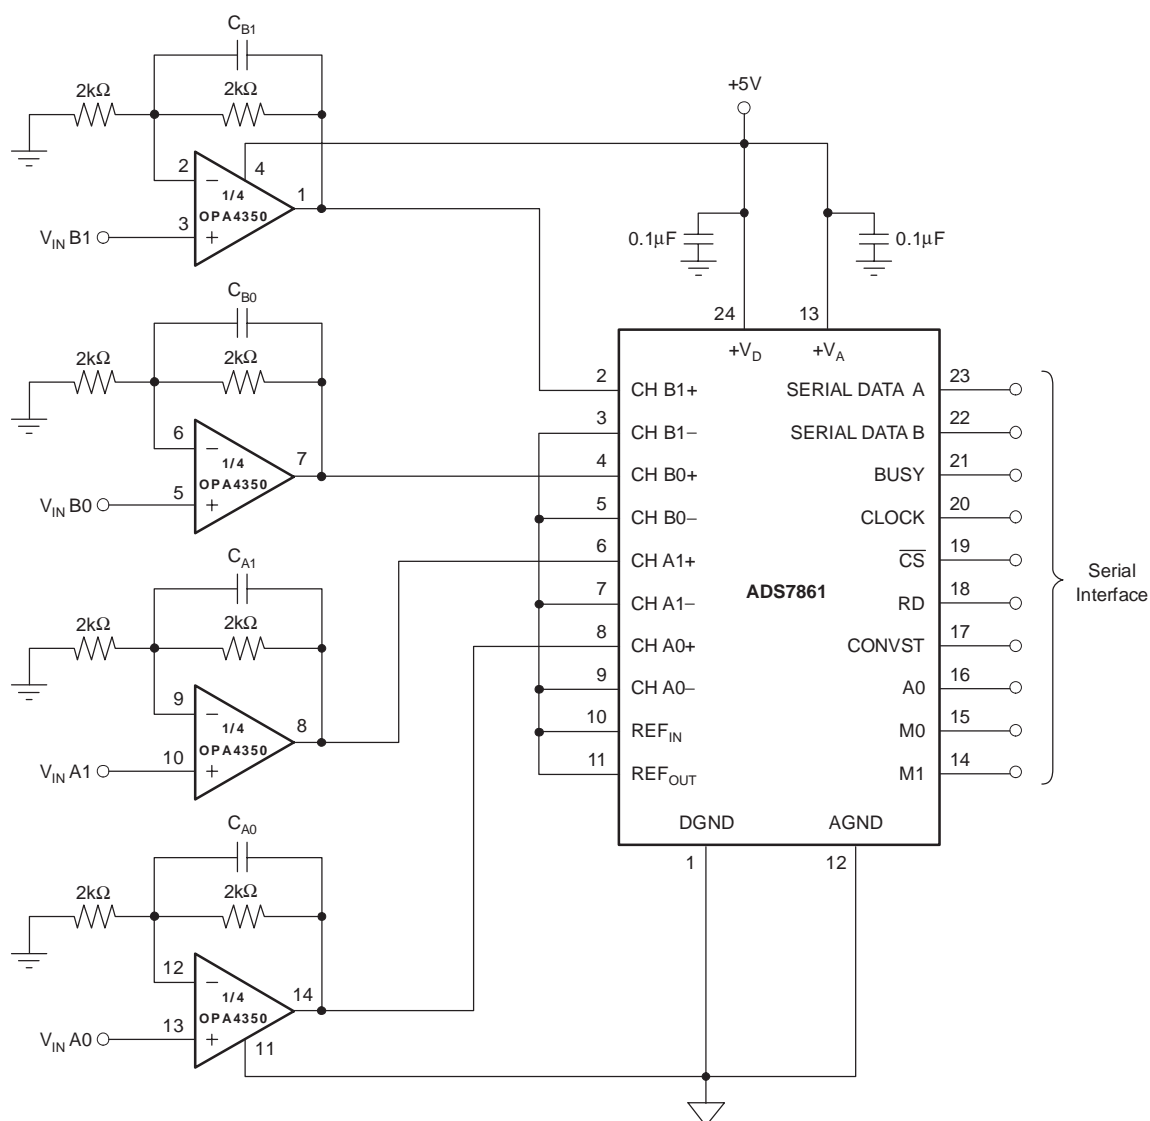 C_B1
2kΩ
2kΩ
2
−
4
1/4
OPA4350
1
3
+
V_IN B1
C_B0
2kΩ
2kΩ
6
−
1/4
OPA4350
7
5
+
V_IN B0
C_A1
2kΩ
2kΩ
9
−
1/4
OPA4350
8
10
+
V_IN A1
C_A0
2kΩ
2kΩ
12
−
1/4
OPA4350
14
13
+
11
V_IN A0
+5V
0.1µF
0.1µF
24
13
+V_D
+V_A
2
CH B1+
3
CH B1−
4
CH B0+
5
CH B0−
6
CH A1+
7
CH A1−
8
CH A0+
9
CH A0−
10
REF_IN
11
REF_OUT
ADS7861
SERIAL DATA A
23
SERIAL DATA B
22
BUSY
21
CLOCK
20
C̅S̅
19
RD
18
CONVST
17
A0
16
M0
15
M1
14
DGND
AGND
1
12
Serial
Interface